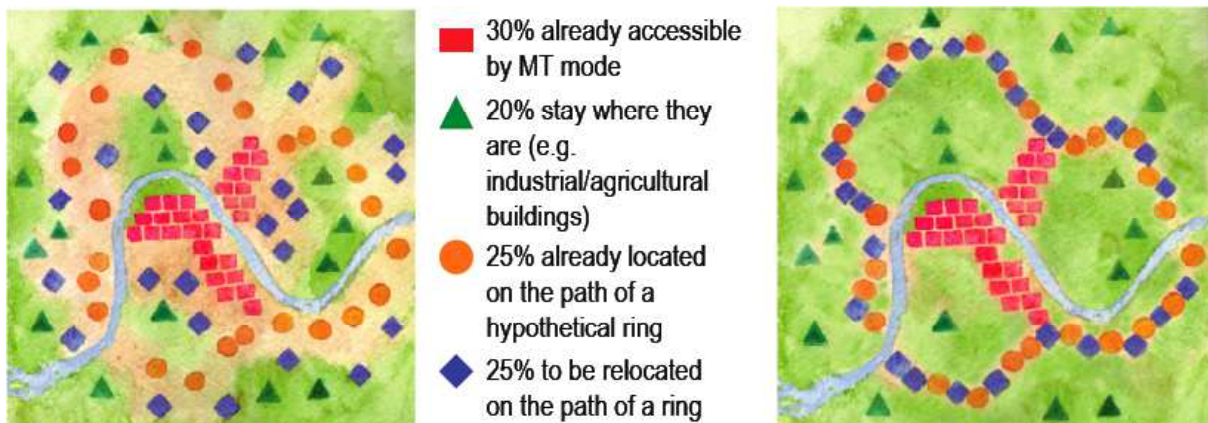 30% already accessible
by MT mode
20% stay where they
are (e.g.
industrial/agricultural
buildings)
25% already located
on the path of a
hypothetical ring
25% to be relocated
on the path of a ring